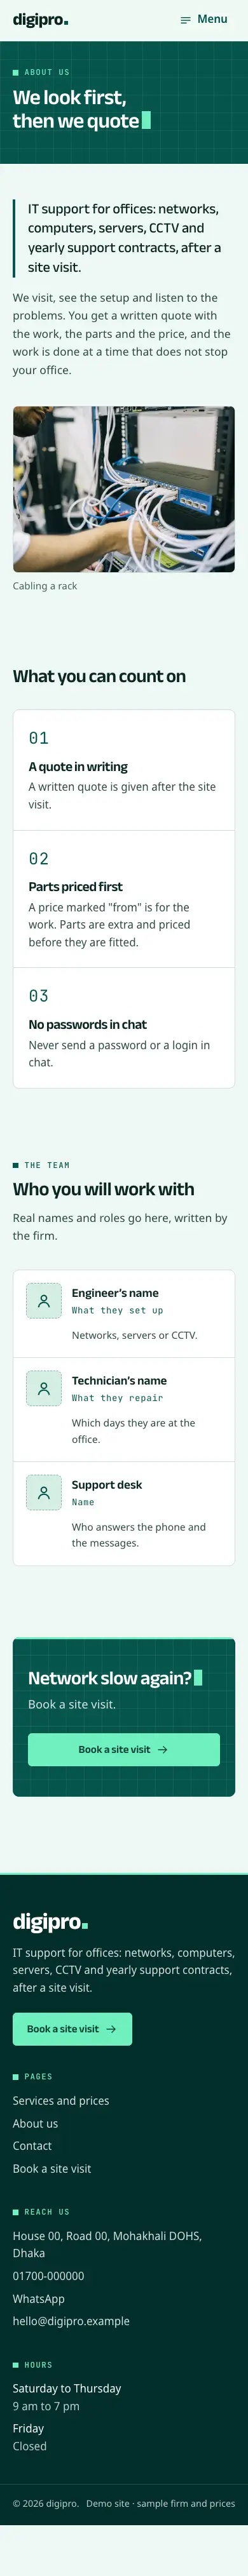 digipro.
Menu
ABOUT US
We look first,
then we quote
IT support for offices: networks,
computers, servers, CCTV and
yearly support contracts, after a
site visit.
We visit, see the setup and listen to the
problems. You get a written quote with
the work, the parts and the price, and the
work is done at a time that does not stop
your office.
Cabling a rack
What you can count on
01
A quote in writing
A written quote is given after the site
visit.
02
Parts priced first
A price marked "from" is for the
work. Parts are extra and priced
before they are fitted.
03
No passwords in chat
Never send a password or a login in
chat.
THE TEAM
Who you will work with
Real names and roles go here, written by
the firm.
Engineer's name
What they set up
Networks, servers or CCTV.
Technician's name
What they repair
Which days they are at the
office.
Support desk
Name
Who answers the phone and
the messages.
Network slow again?
Book a site visit.
Book a site visit →
digipro.
IT support for offices: networks, computers,
servers, CCTV and yearly support contracts,
after a site visit.
Book a site visit →
PAGES
Services and prices
About us
Contact
Book a site visit
REACH US
House 00, Road 00, Mohakhali DOHS,
Dhaka
01700-000000
WhatsApp
hello@digipro.example
HOURS
Saturday to Thursday
9 am to 7 pm
Friday
Closed
© 2026 digipro. Demo site · sample firm and prices